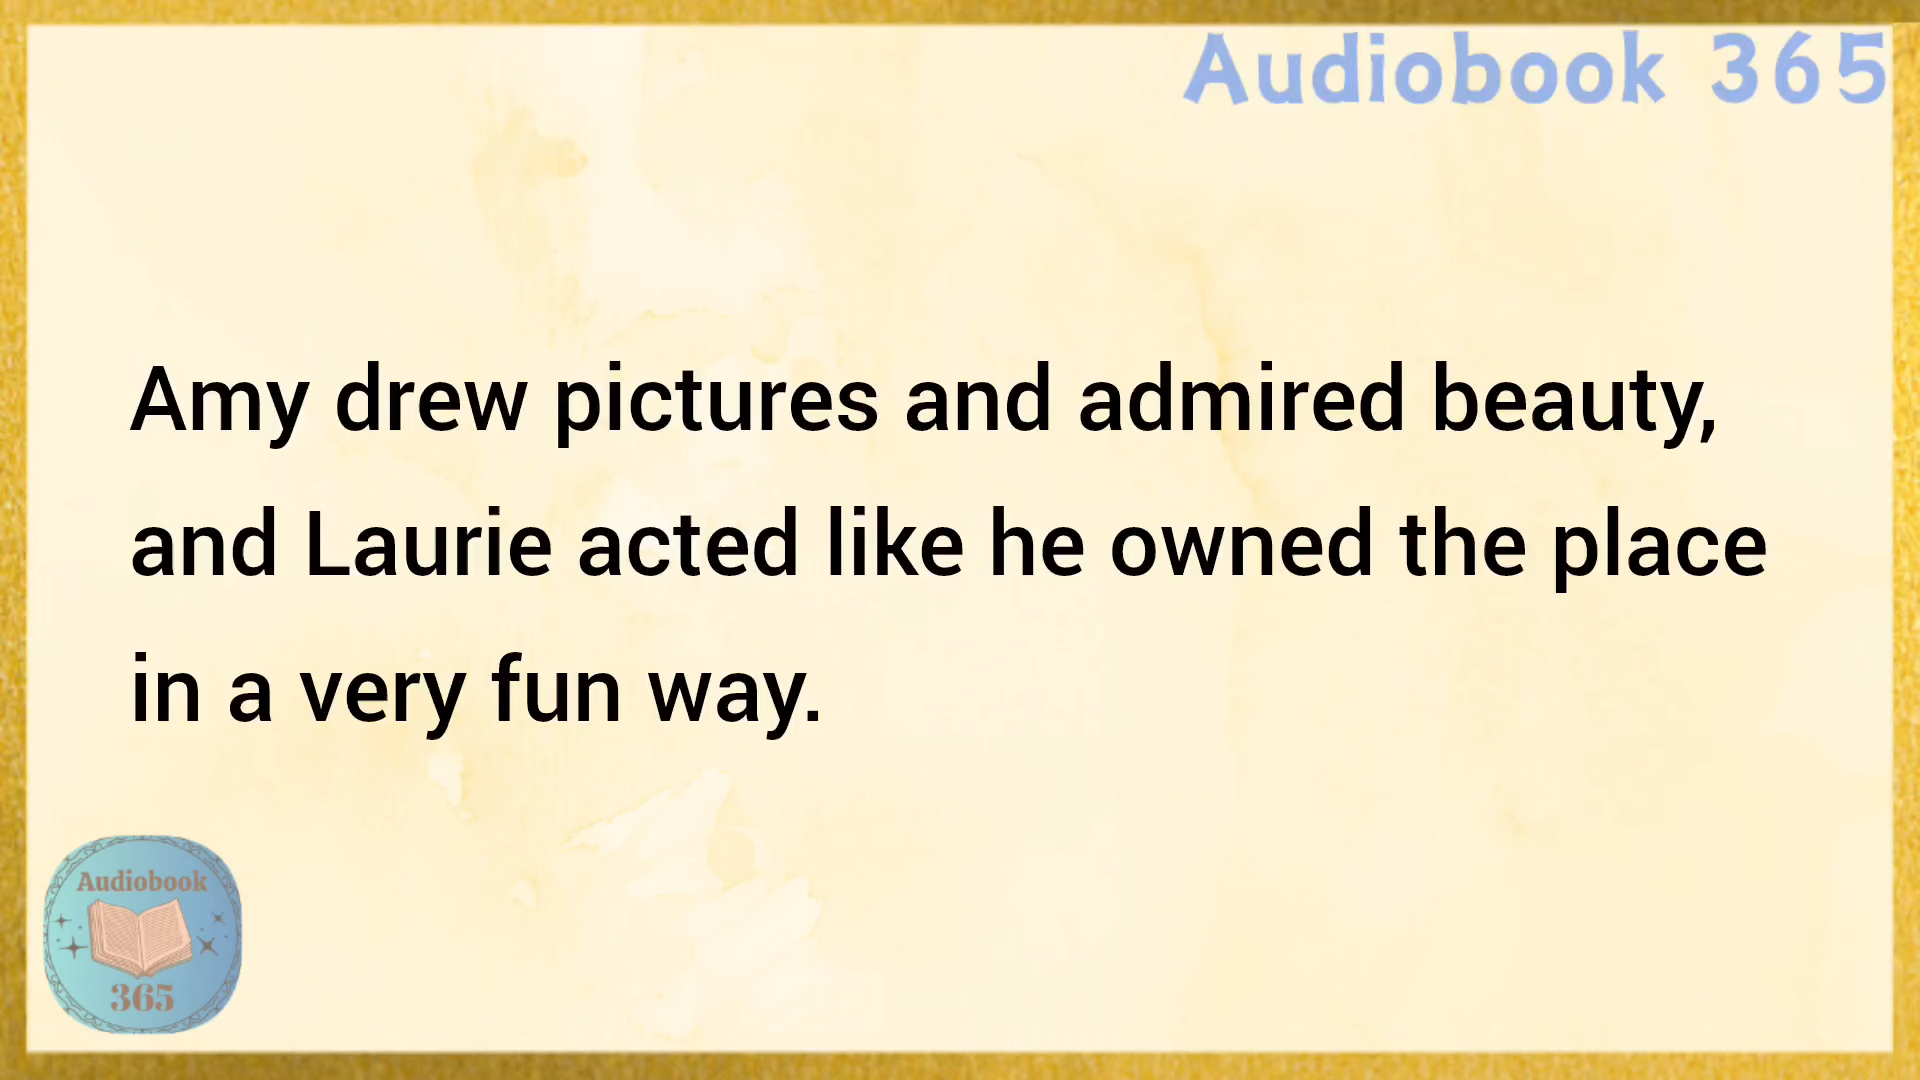 Audiobook 365
Amy drew pictures and admired beauty,
and Laurie acted like he owned the place
in a very fun way.
Audiobook
365